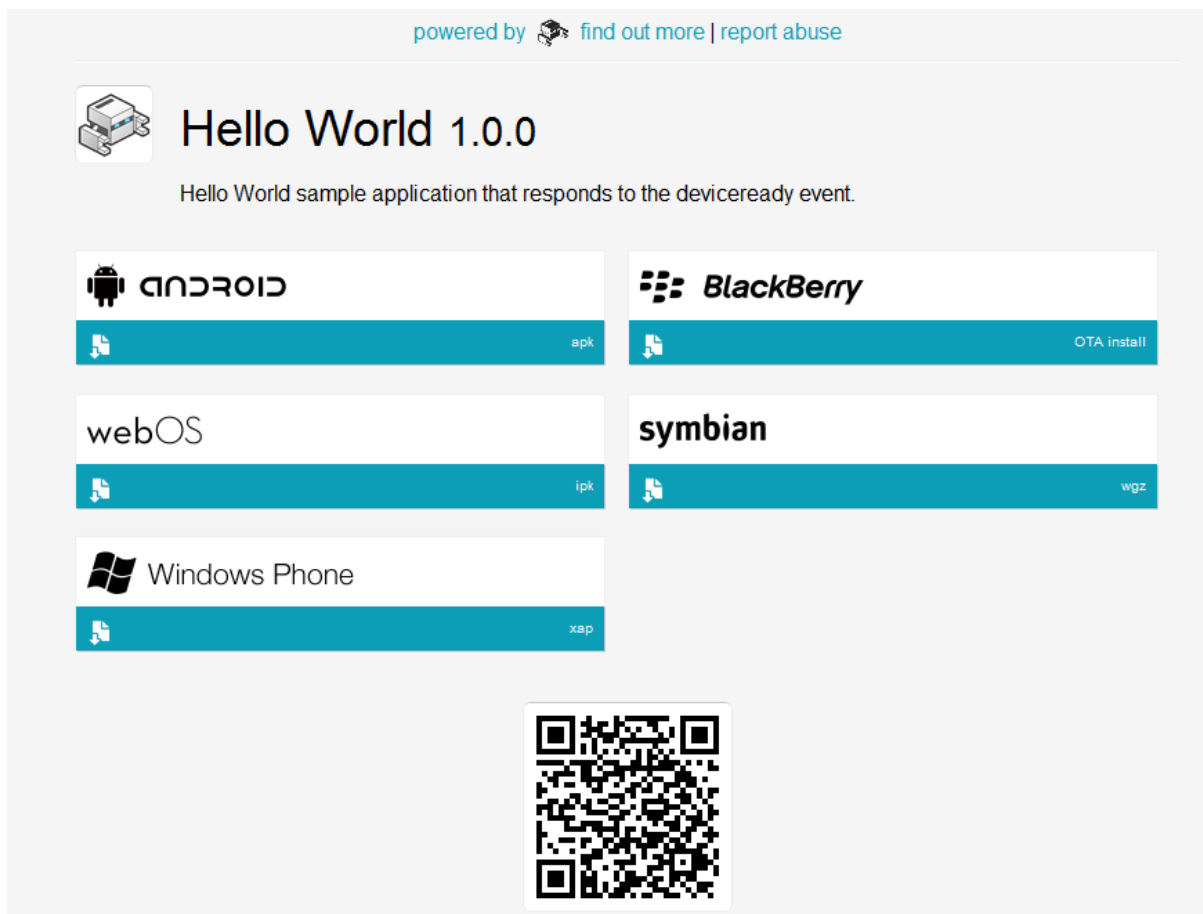 powered by find out more | report abuse
Hello World 1.0.0
Hello World sample application that responds to the deviceready event.
android
BlackBerry
apk
OTA install
webOS
symbian
ipk
wgz
Windows Phone
xap